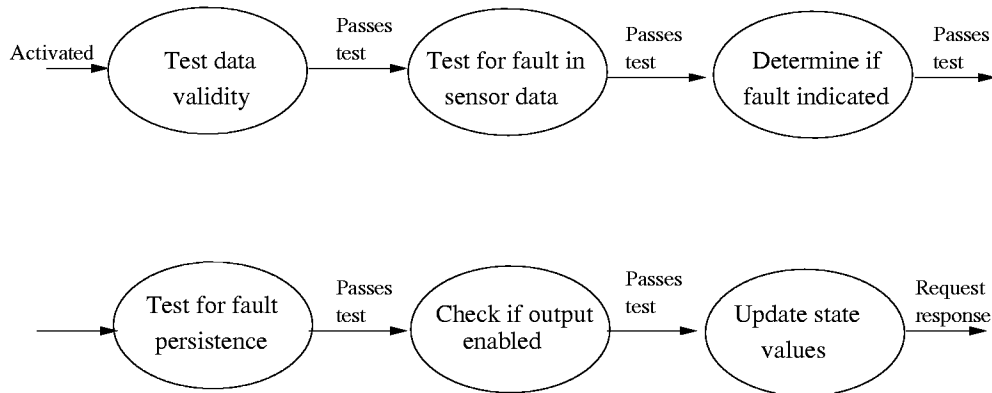 Activated
Test data
validity
Passes
test
Test for fault in
sensor data
Passes
test
Determine if
fault indicated
Passes
test
Test for fault
persistence
Passes
test
Check if output
enabled
Passes
test
Update state
values
Request
response